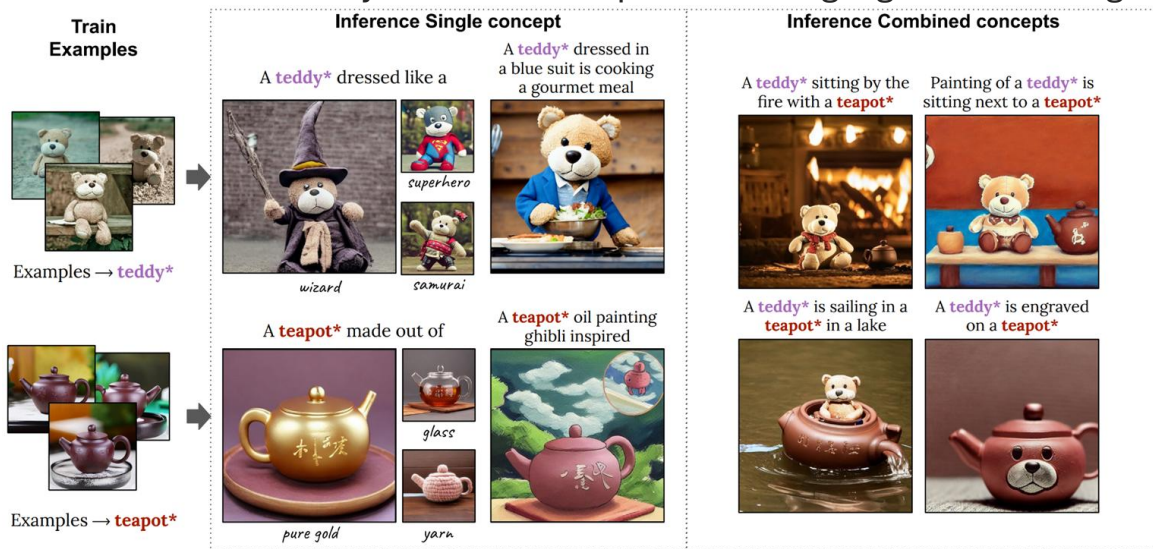 Train
Examples
Examples → teddy*
Examples → teapot*
Inference Single concept
A teddy* dressed like a
wizard
superhero
samurai
A teddy* dressed in
a blue suit is cooking
a gourmet meal
A teapot* made out of
pure gold
glass
yarn
A teapot* oil painting
ghibli inspired
Inference Combined concepts
A teddy* sitting by the
fire with a teapot*
Painting of a teddy* is
sitting next to a teapot*
A teddy* is sailing in a
teapot* in a lake
A teddy* is engraved
on a teapot*